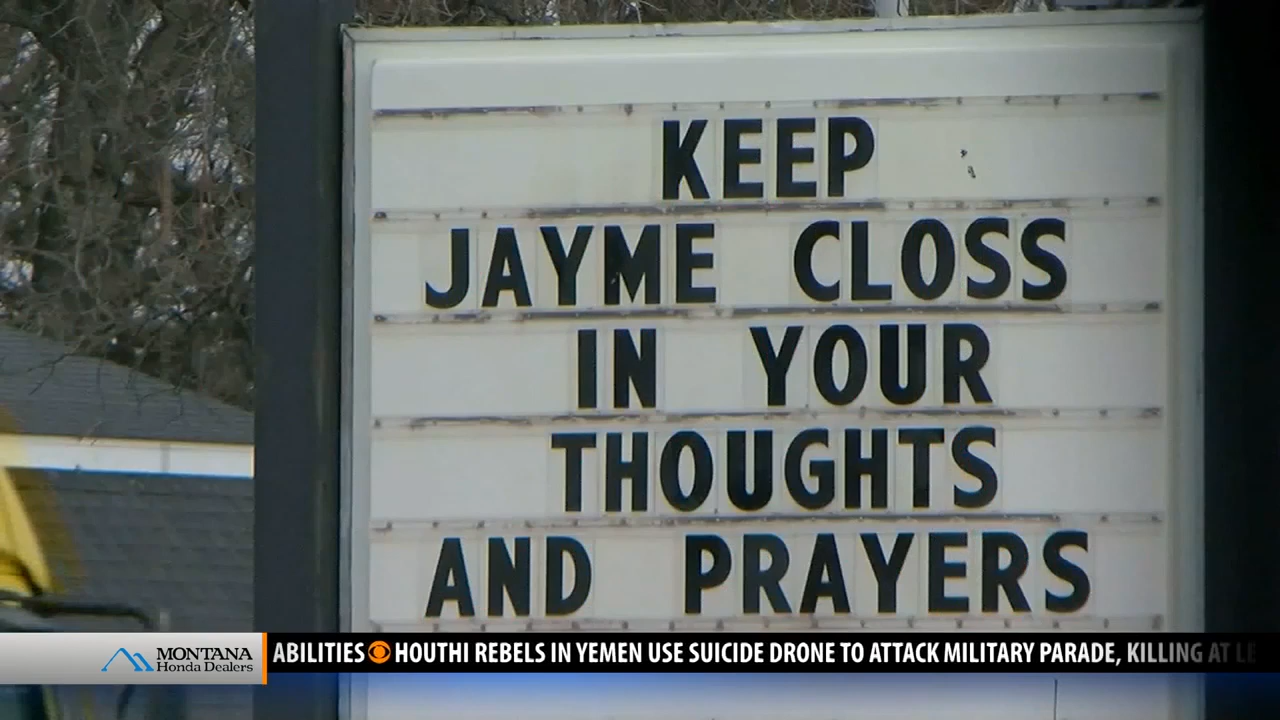 KEEP
JAYME CLOSS
IN YOUR
THOUGHTS
AND PRAYERS
MONTANA
Honda Dealers
ABILITIES HOUTHI REBELS IN YEMEN USE SUICIDE DRONE TO ATTACK MILITARY PARADE, KILLING AT LE